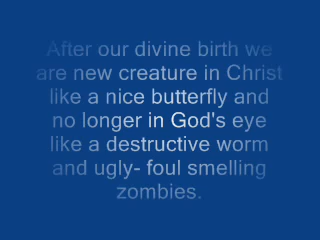 After our divine birth we
are new creature in Christ
like a nice butterfly and
no longer in God's eye
like a destructive worm
and ugly- foul smelling
zombies.